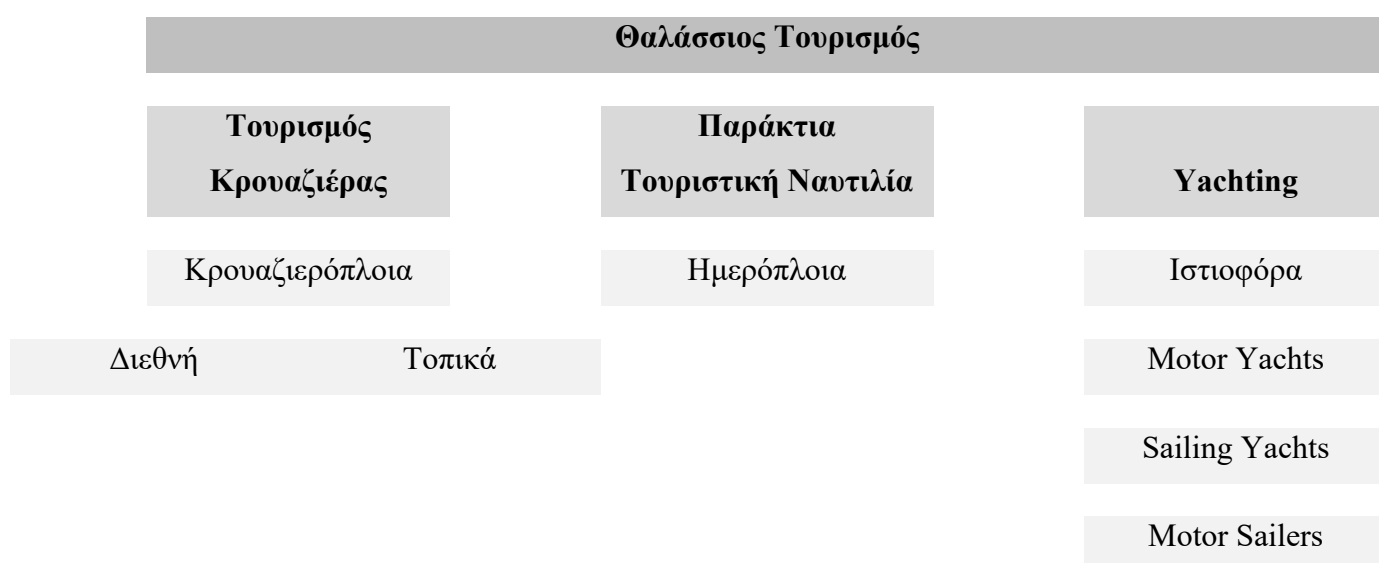 Θαλάσσιος Τουρισμός
Τουρισμός
Κρουαζιέρας
Παράκτια
Τουριστική Ναυτιλία
Yachting
Κρουαζιερόπλοια
Ημερόπλοια
Ιστιοφόρα
Διεθνή
Τοπικά
Motor Yachts
Sailing Yachts
Motor Sailers